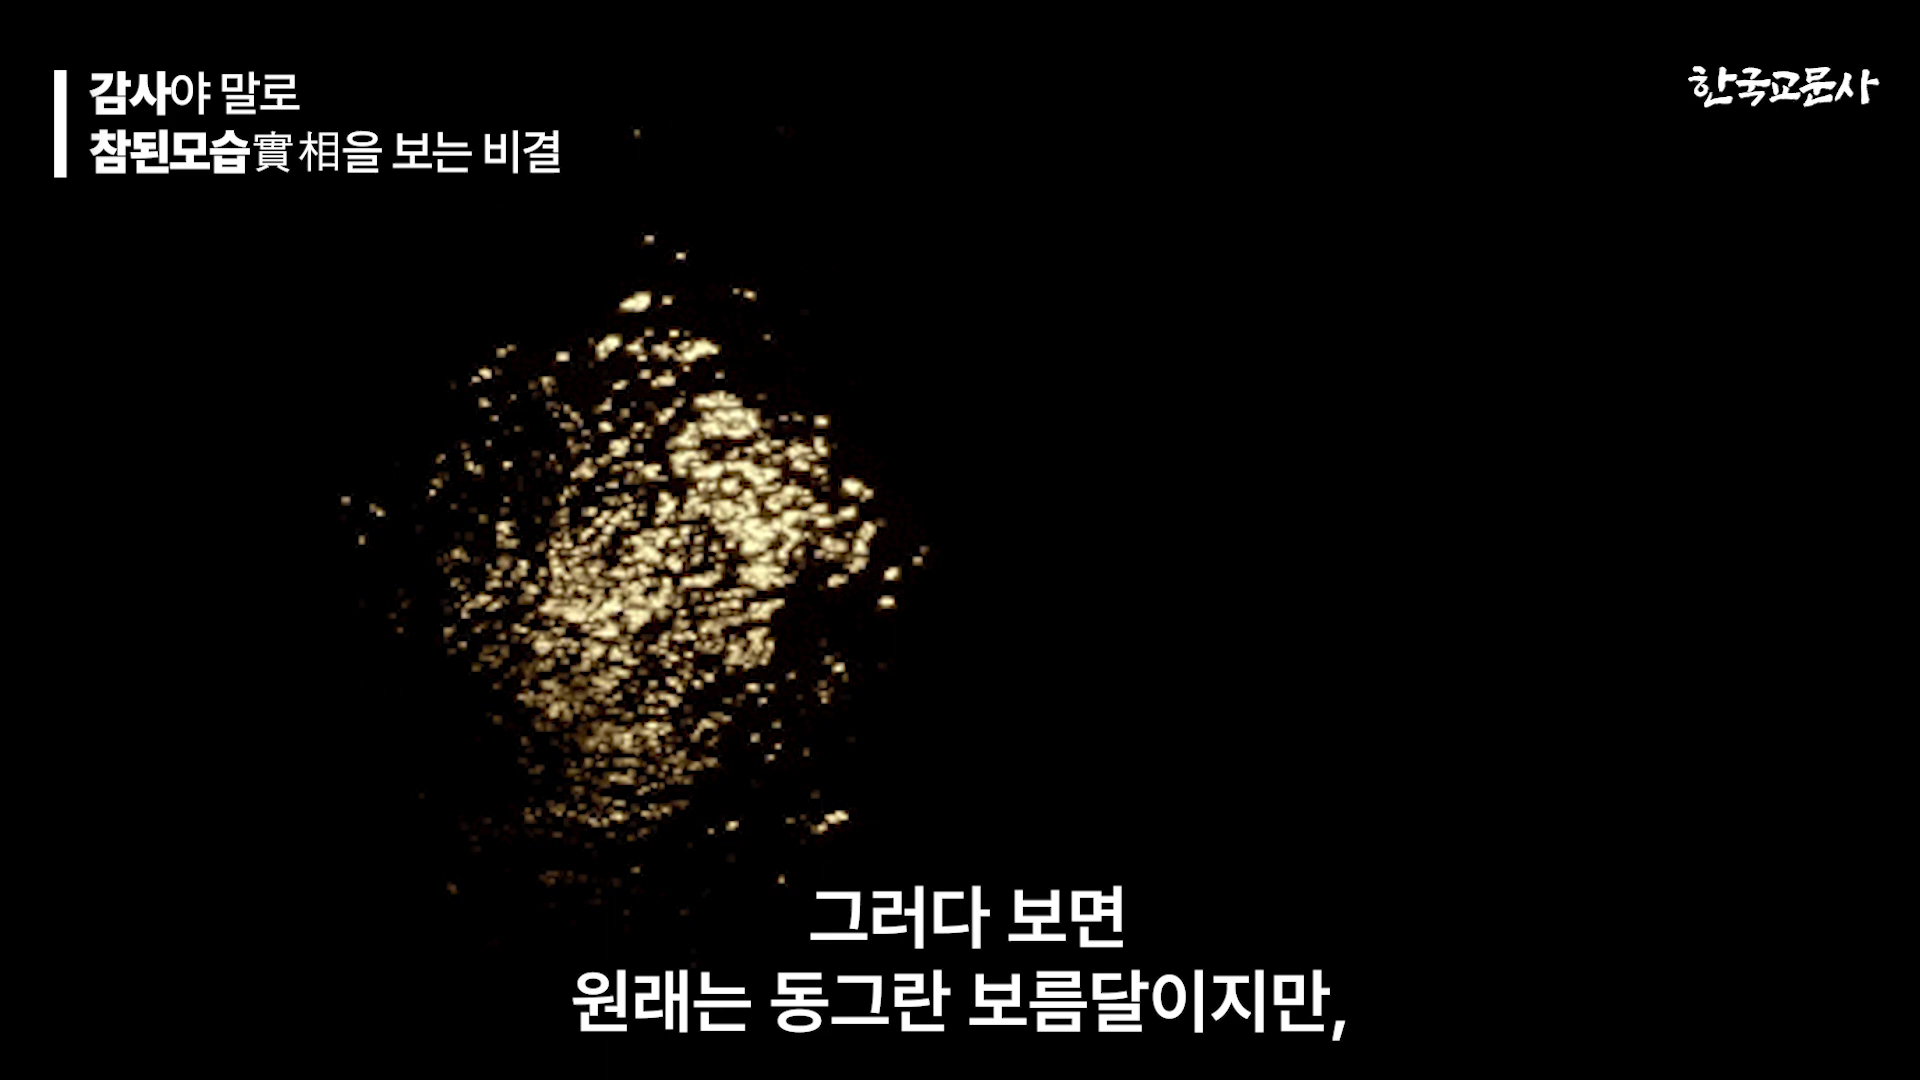 감사야 말로
참된모습實相을 보는 비결
한국교문사
그러다 보면
원래는 동그란 보름달이지만,